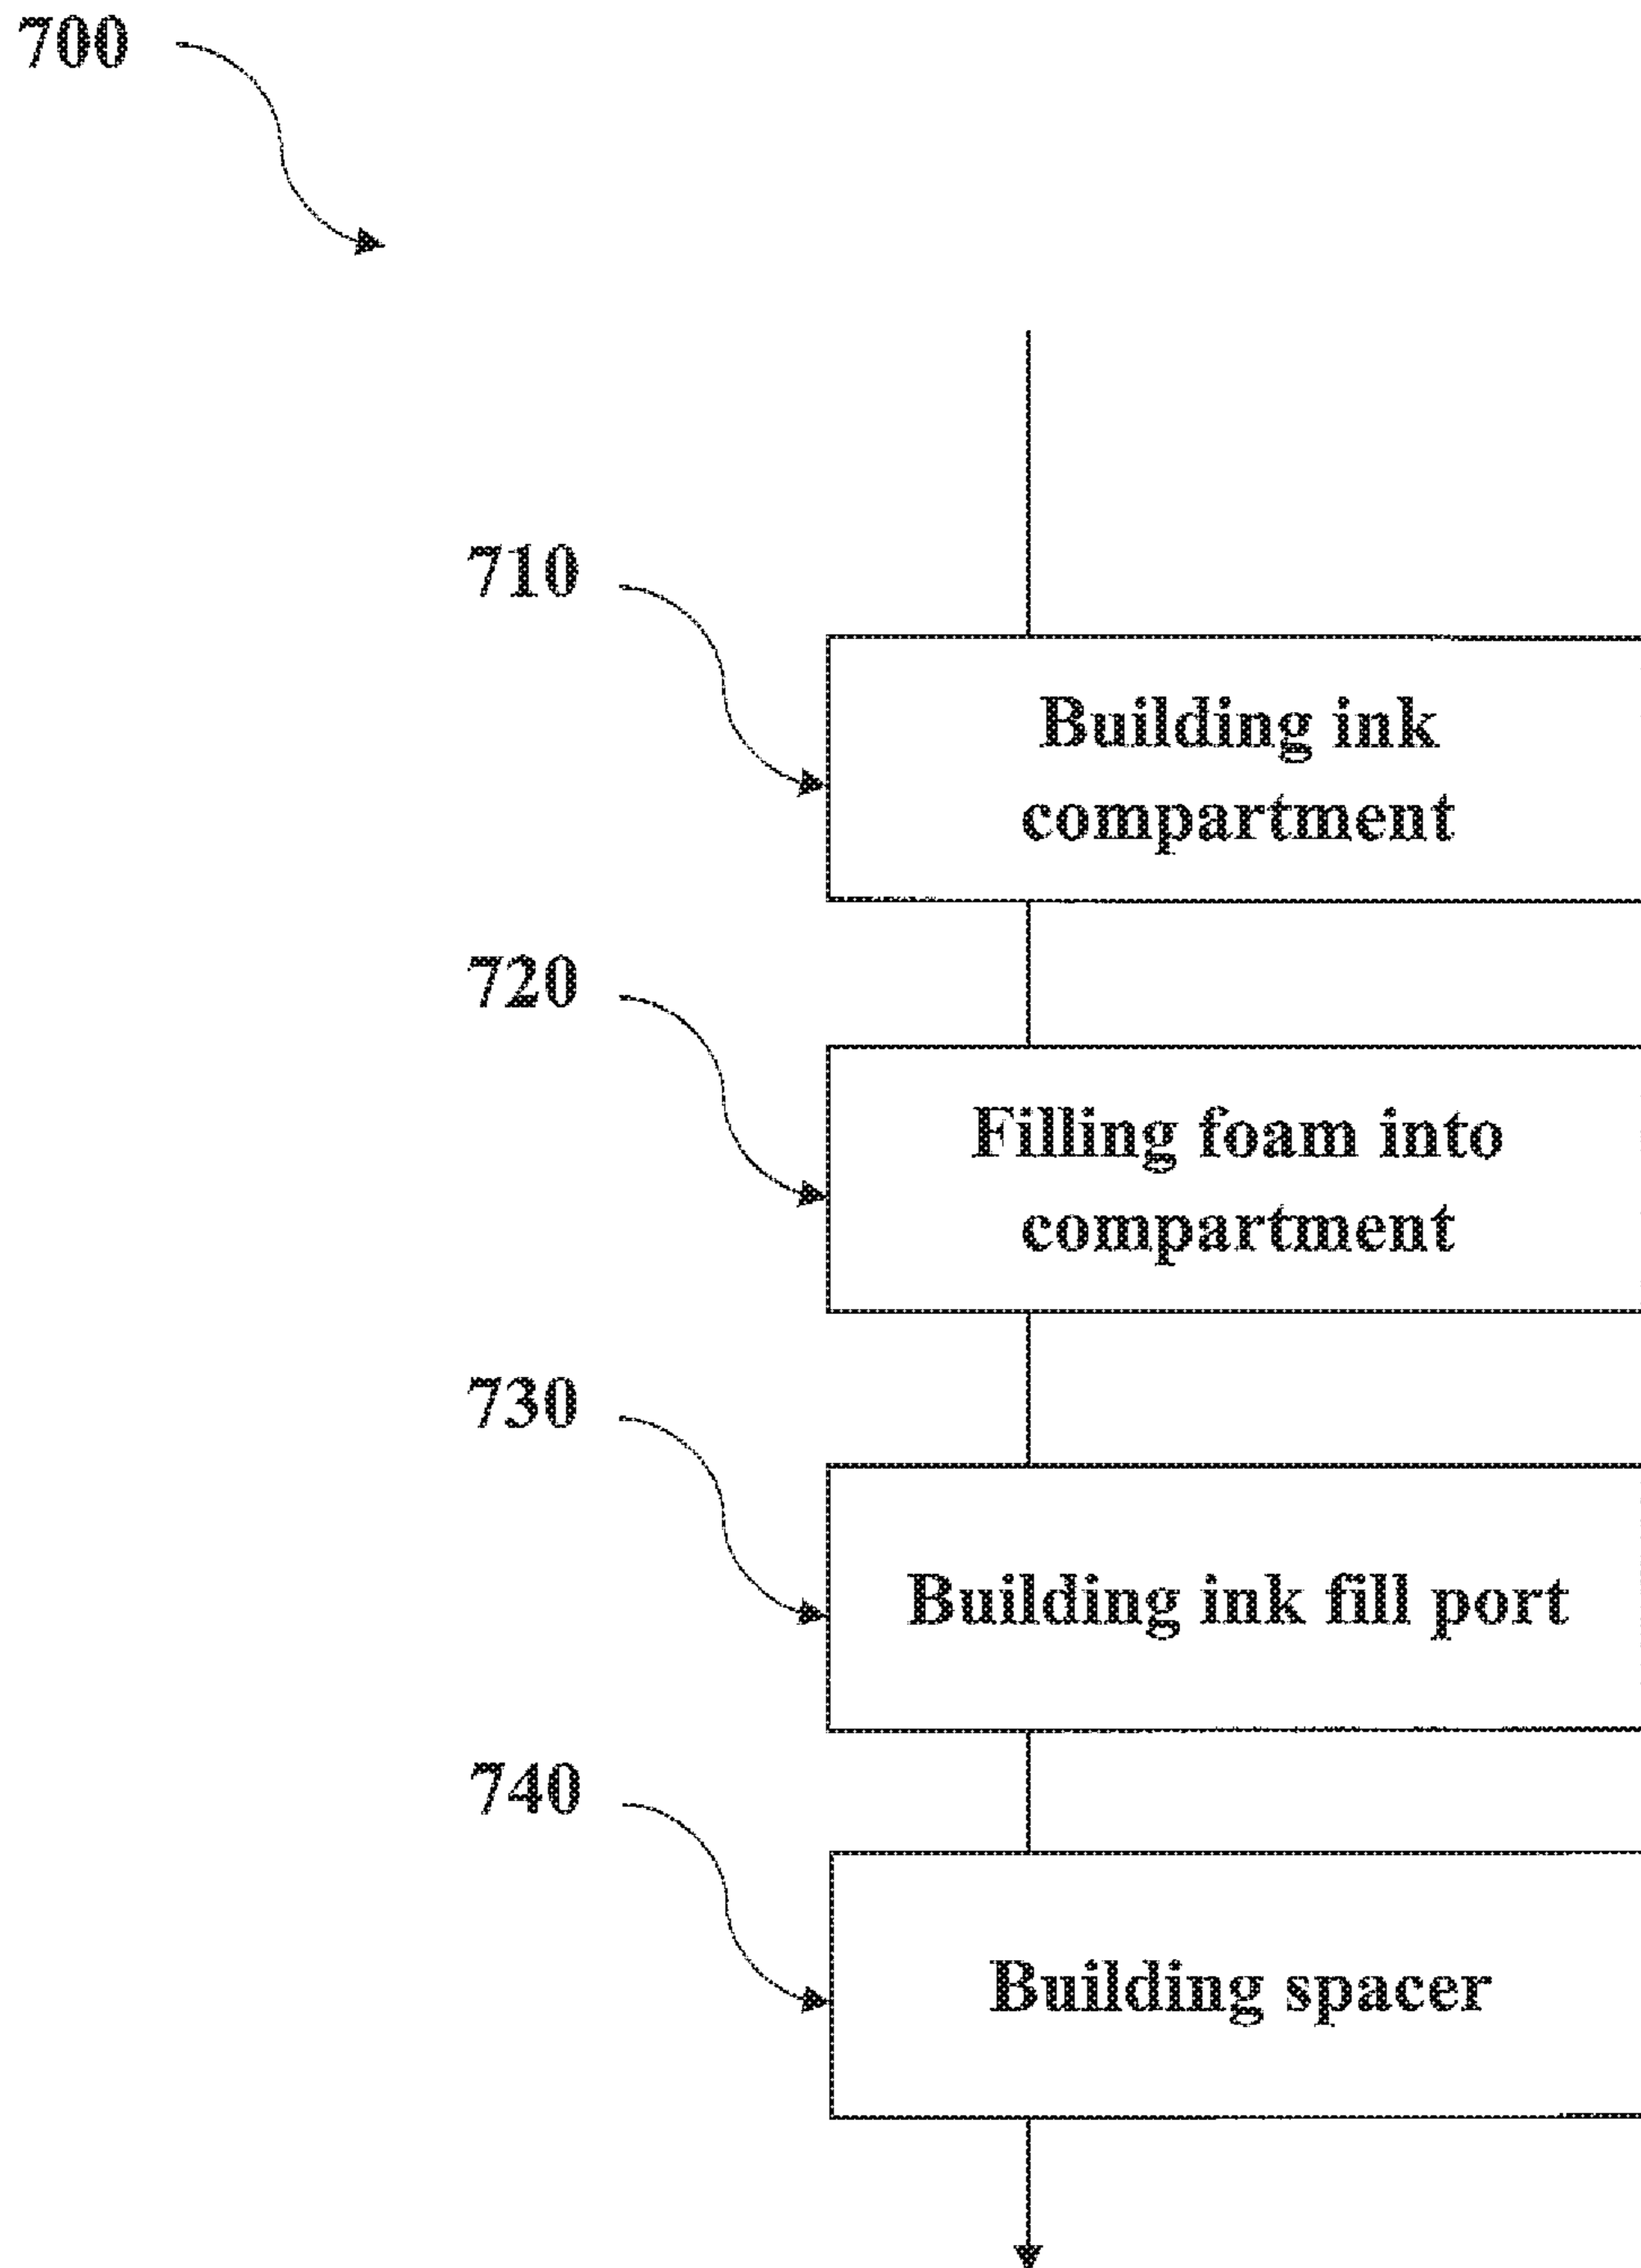 700
710
Building ink
compartment
720
Filling foam into
compartment
730
Building ink fill port
740
Building spacer